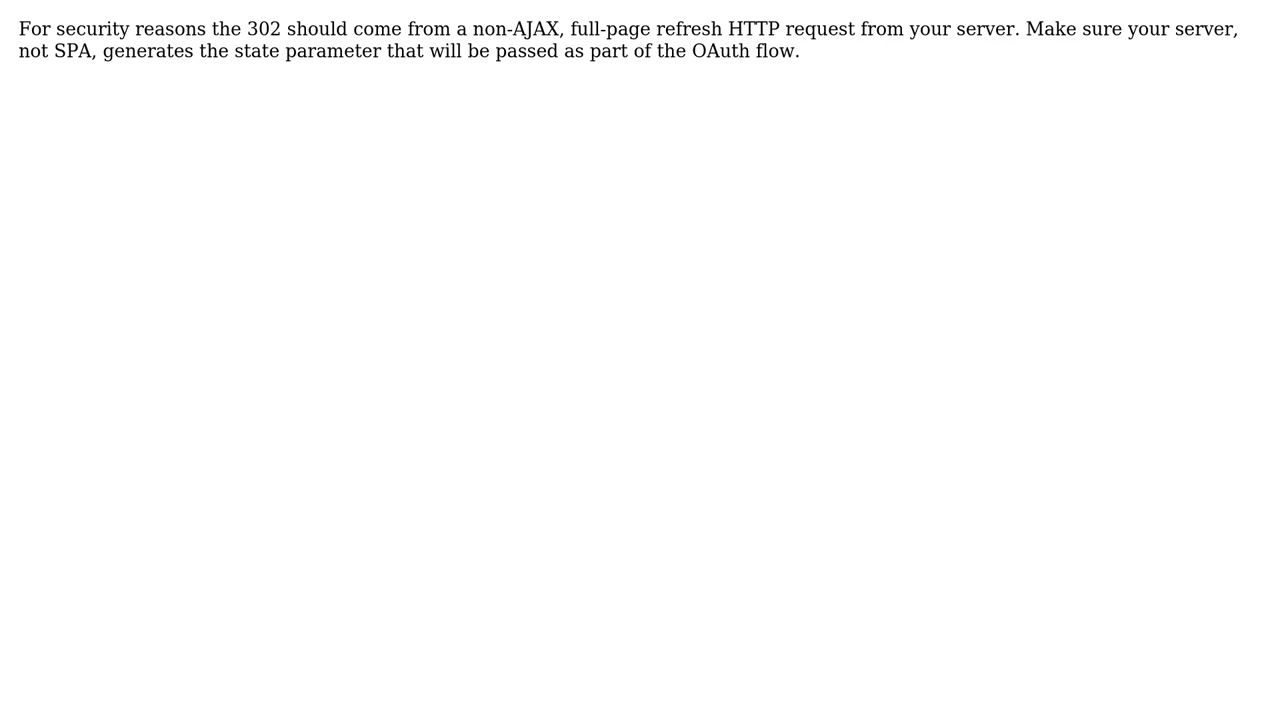 For security reasons the 302 should come from a non-AJAX, full-page refresh HTTP request from your server. Make sure your server,
not SPA, generates the state parameter that will be passed as part of the OAuth flow.